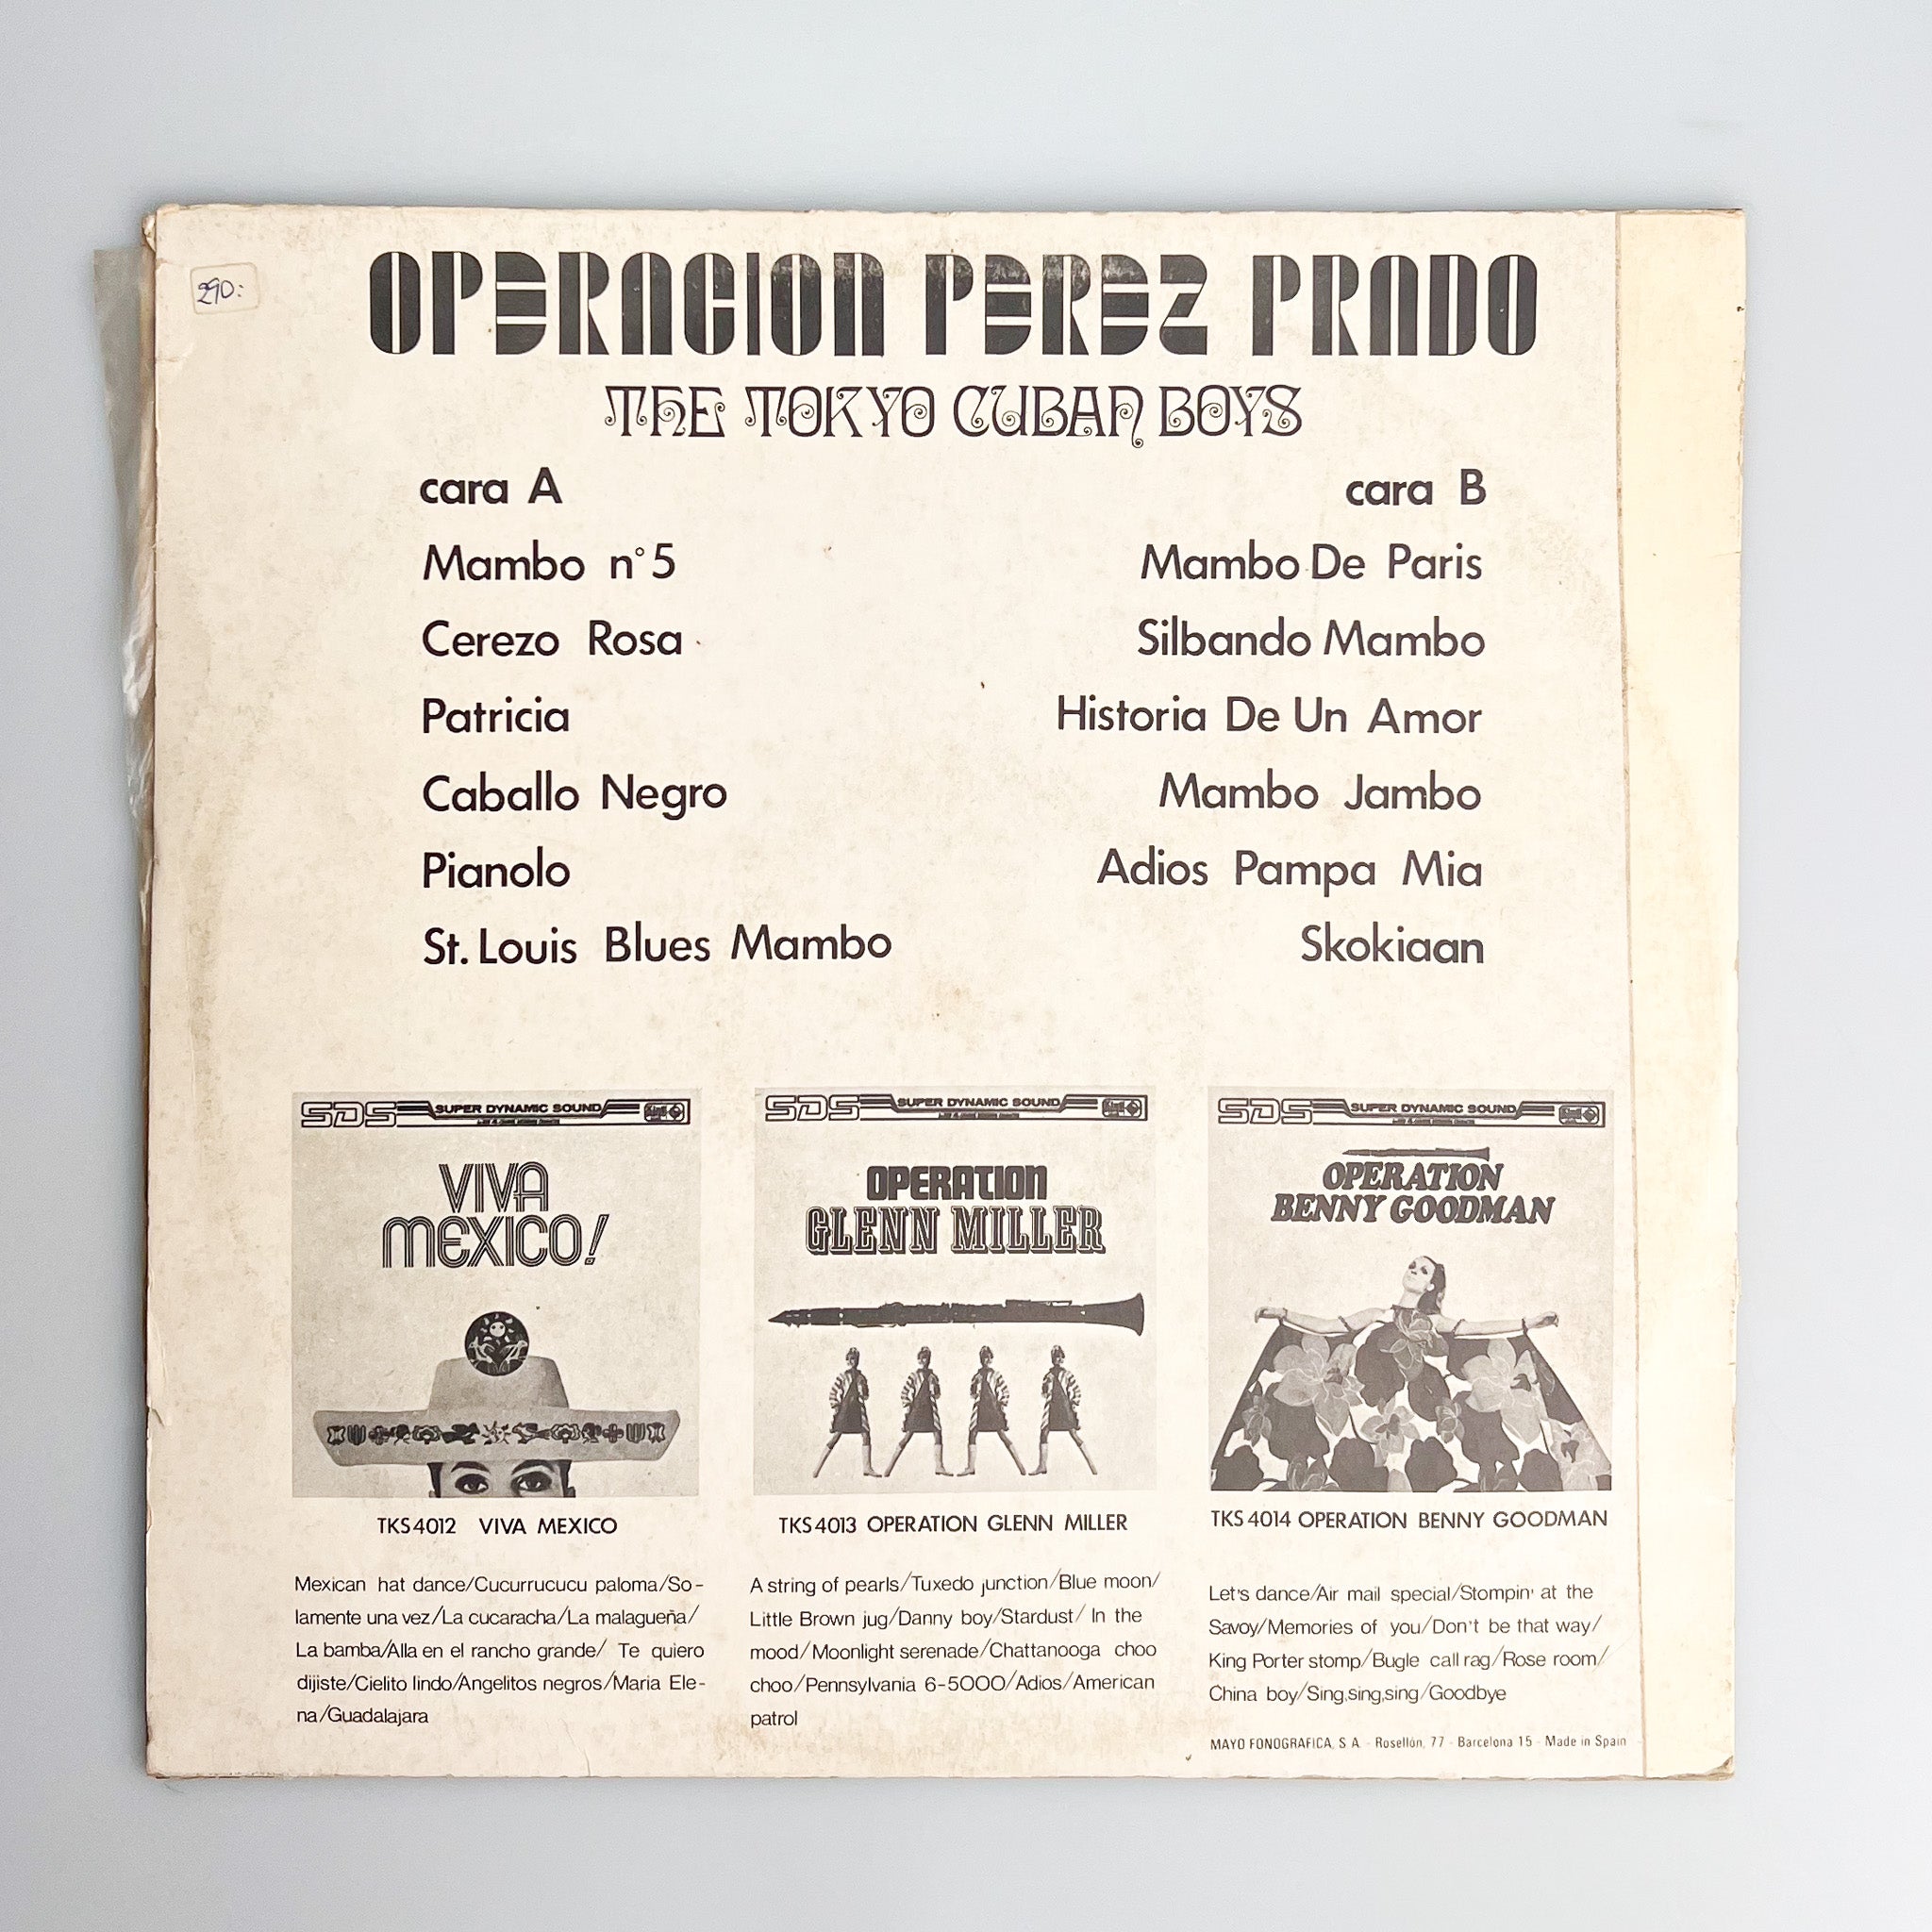 290:
OPERACION PEREZ PRADO
THE TOKYO CUBAN BOYS
cara A
Mambo n°5
Cerezo Rosa
Patricia
Caballo Negro
Pianolo
St. Louis Blues Mambo
cara B
Mambo De Paris
Silbando Mambo
Historia De Un Amor
Mambo Jambo
Adios Pampa Mia
Skokiaan
SDS SUPER DYNAMIC SOUND
VIVA
MEXICO!
TKS 4012 VIVA MEXICO
Mexican hat dance/Cucurrucucu paloma/So-
lamente una vez/La cucaracha/La malagueña/
La bamba/Alla en el rancho grande/ Te quiero
dijiste/Cielito lindo/Angelitos negros/Maria Ele-
na/Guadalajara
SDS SUPER DYNAMIC SOUND
OPERATION
GLENN MILLER
TKS 4013 OPERATION GLENN MILLER
A string of pearls/Tuxedo junction/Blue moon/
Little Brown jug/Danny boy/Stardust/ In the
mood/Moonlight serenade/Chattanooga choo
choo/Pennsylvania 6-5000/Adios/American
patrol
SDS SUPER DYNAMIC SOUND
OPERATION
BENNY GOODMAN
TKS 4014 OPERATION BENNY GOODMAN
Let's dance/Air mail special/Stompin' at the
Savoy/Memories of you/Don't be that way/
King Porter stomp/Bugle call rag/Rose room/
China boy/Sing,sing,sing/Goodbye
MAYO FONOGRAFICA, S A - Rosellón, 77 - Barcelona 15 - Made in Spain